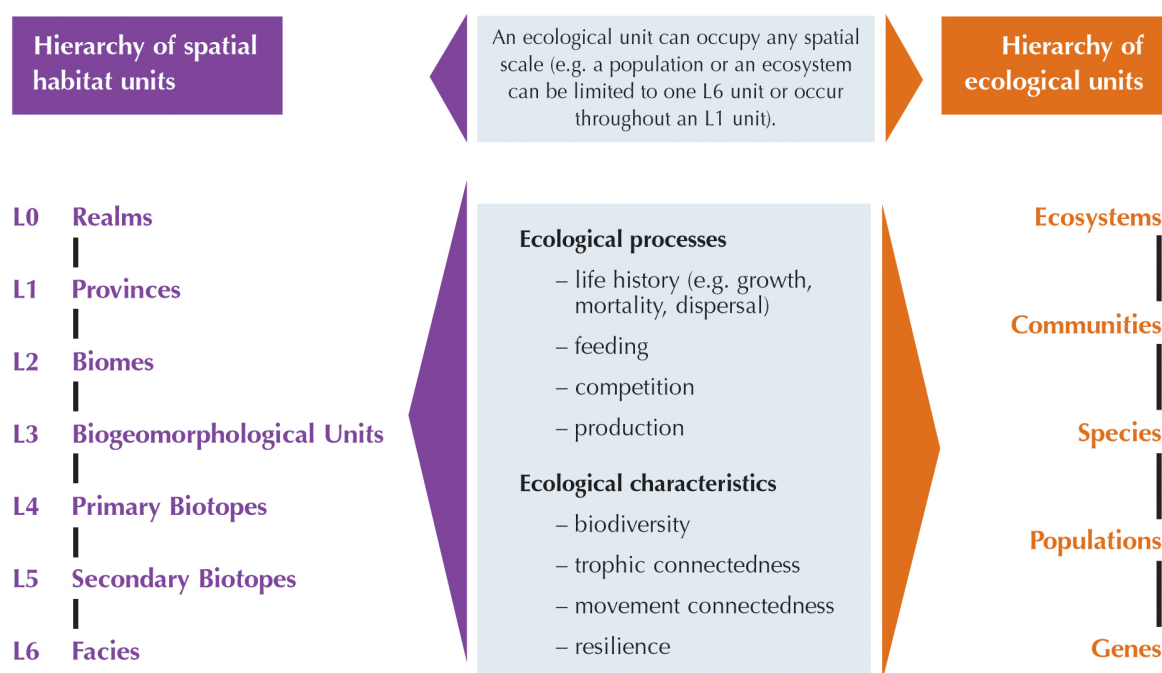 Hierarchy of spatial
habitat units
An ecological unit can occupy any spatial
scale (e.g. a population or an ecosystem
can be limited to one L6 unit or occur
throughout an L1 unit).
Hierarchy of
ecological units
L0 Realms
L1 Provinces
L2 Biomes
L3 Biogeomorphological Units
L4 Primary Biotopes
L5 Secondary Biotopes
L6 Facies
Ecological processes
– life history (e.g. growth,
mortality, dispersal)
– feeding
– competition
– production
Ecological characteristics
– biodiversity
– trophic connectedness
– movement connectedness
– resilience
Ecosystems
Communities
Species
Populations
Genes